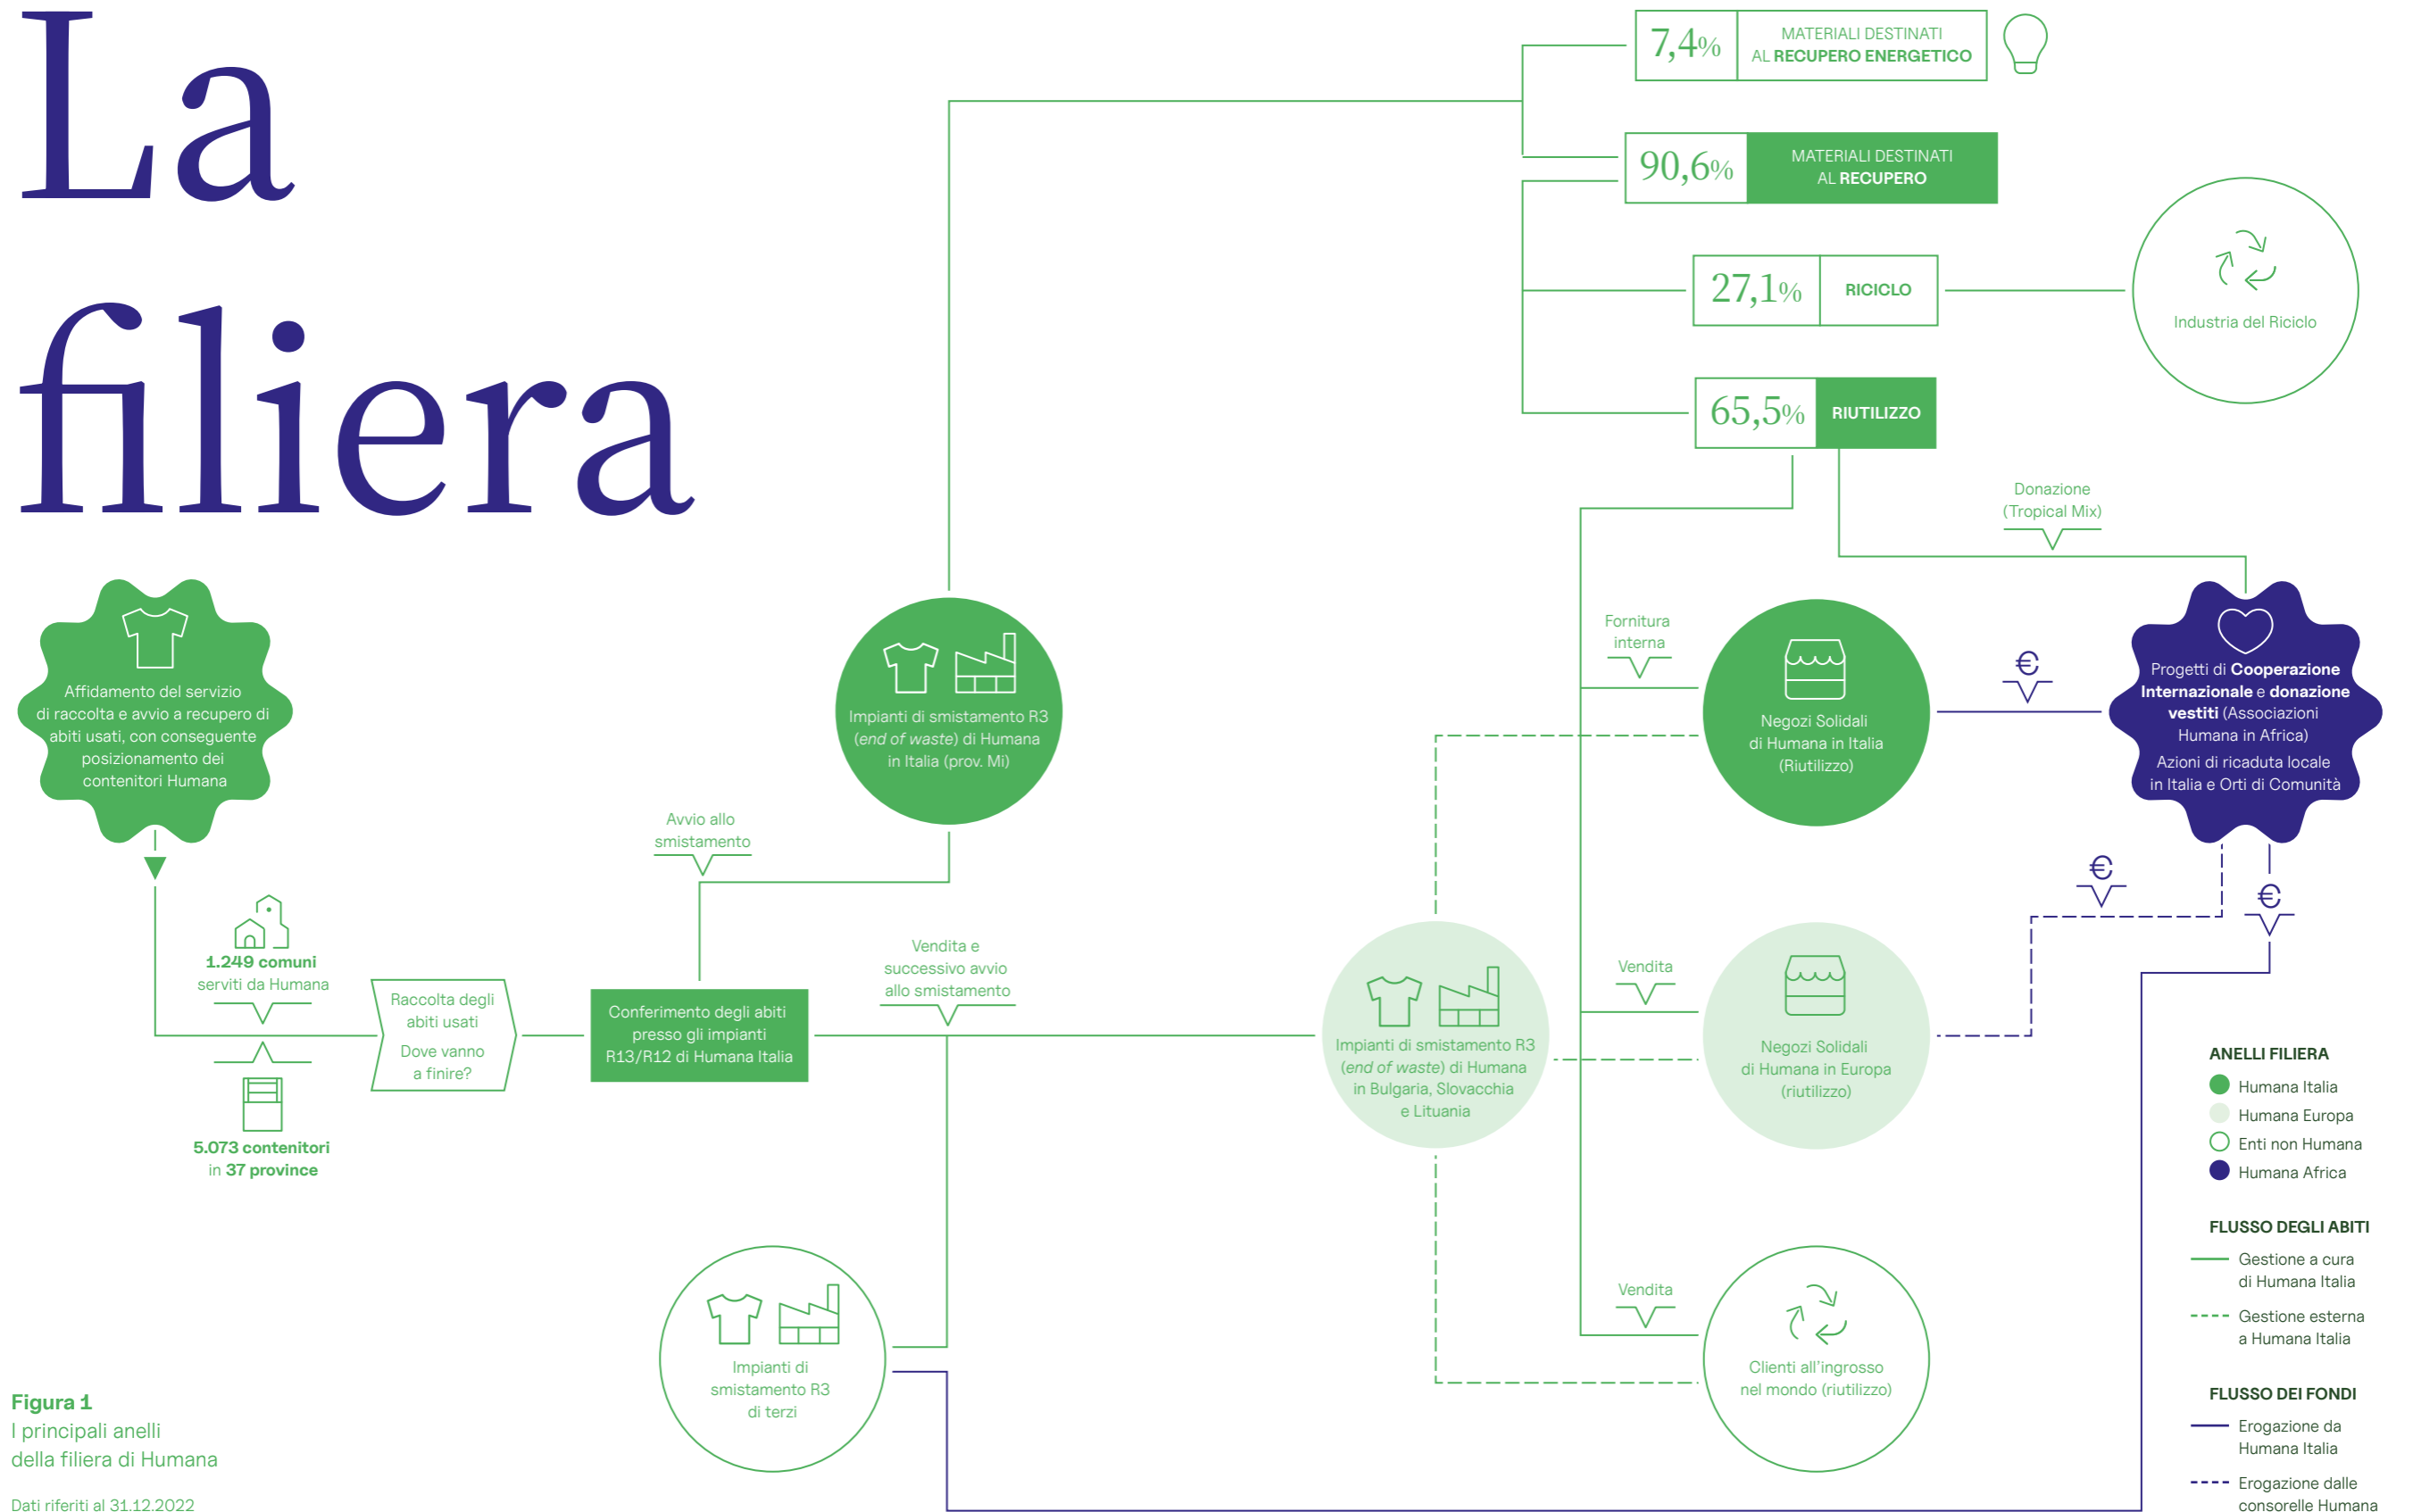 La
filiera
7,4%
MATERIALI DESTINATI
AL RECUPERO ENERGETICO
90,6%
MATERIALI DESTINATI
AL RECUPERO
27,1%
RICICLO
Industria del Riciclo
65,5%
RIUTILIZZO
Donazione
(Tropical Mix)
Affidamento del servizio
di raccolta e avvio a recupero di
abiti usati, con conseguente
posizionamento dei
contenitori Humana
1.249 comuni
serviti da Humana
5.073 contenitori
in 37 province
Raccolta degli
abiti usati
Dove vanno
a finire?
Conferimento degli abiti
presso gli impianti
R13/R12 di Humana Italia
Avvio allo
smistamento
Impianti di smistamento R3
(end of waste) di Humana
in Italia (prov. Mi)
Vendita e
successivo avvio
allo smistamento
Impianti di
smistamento R3
di terzi
Impianti di smistamento R3
(end of waste) di Humana
in Bulgaria, Slovacchia
e Lituania
Fornitura
interna
Negozi Solidali
di Humana in Italia
(Riutilizzo)
Vendita
Negozi Solidali
di Humana in Europa
(riutilizzo)
Vendita
Clienti all'ingrosso
nel mondo (riutilizzo)
€
Progetti di Cooperazione
Internazionale e donazione
vestiti (Associazioni
Humana in Africa)
Azioni di ricaduta locale
in Italia e Orti di Comunità
€
€
ANELLI FILIERA
Humana Italia
Humana Europa
Enti non Humana
Humana Africa
FLUSSO DEGLI ABITI
Gestione a cura
di Humana Italia
Gestione esterna
a Humana Italia
FLUSSO DEI FONDI
Erogazione da
Humana Italia
Erogazione dalle
consorelle Humana
Figura 1
I principali anelli
della filiera di Humana
Dati riferiti al 31.12.2022